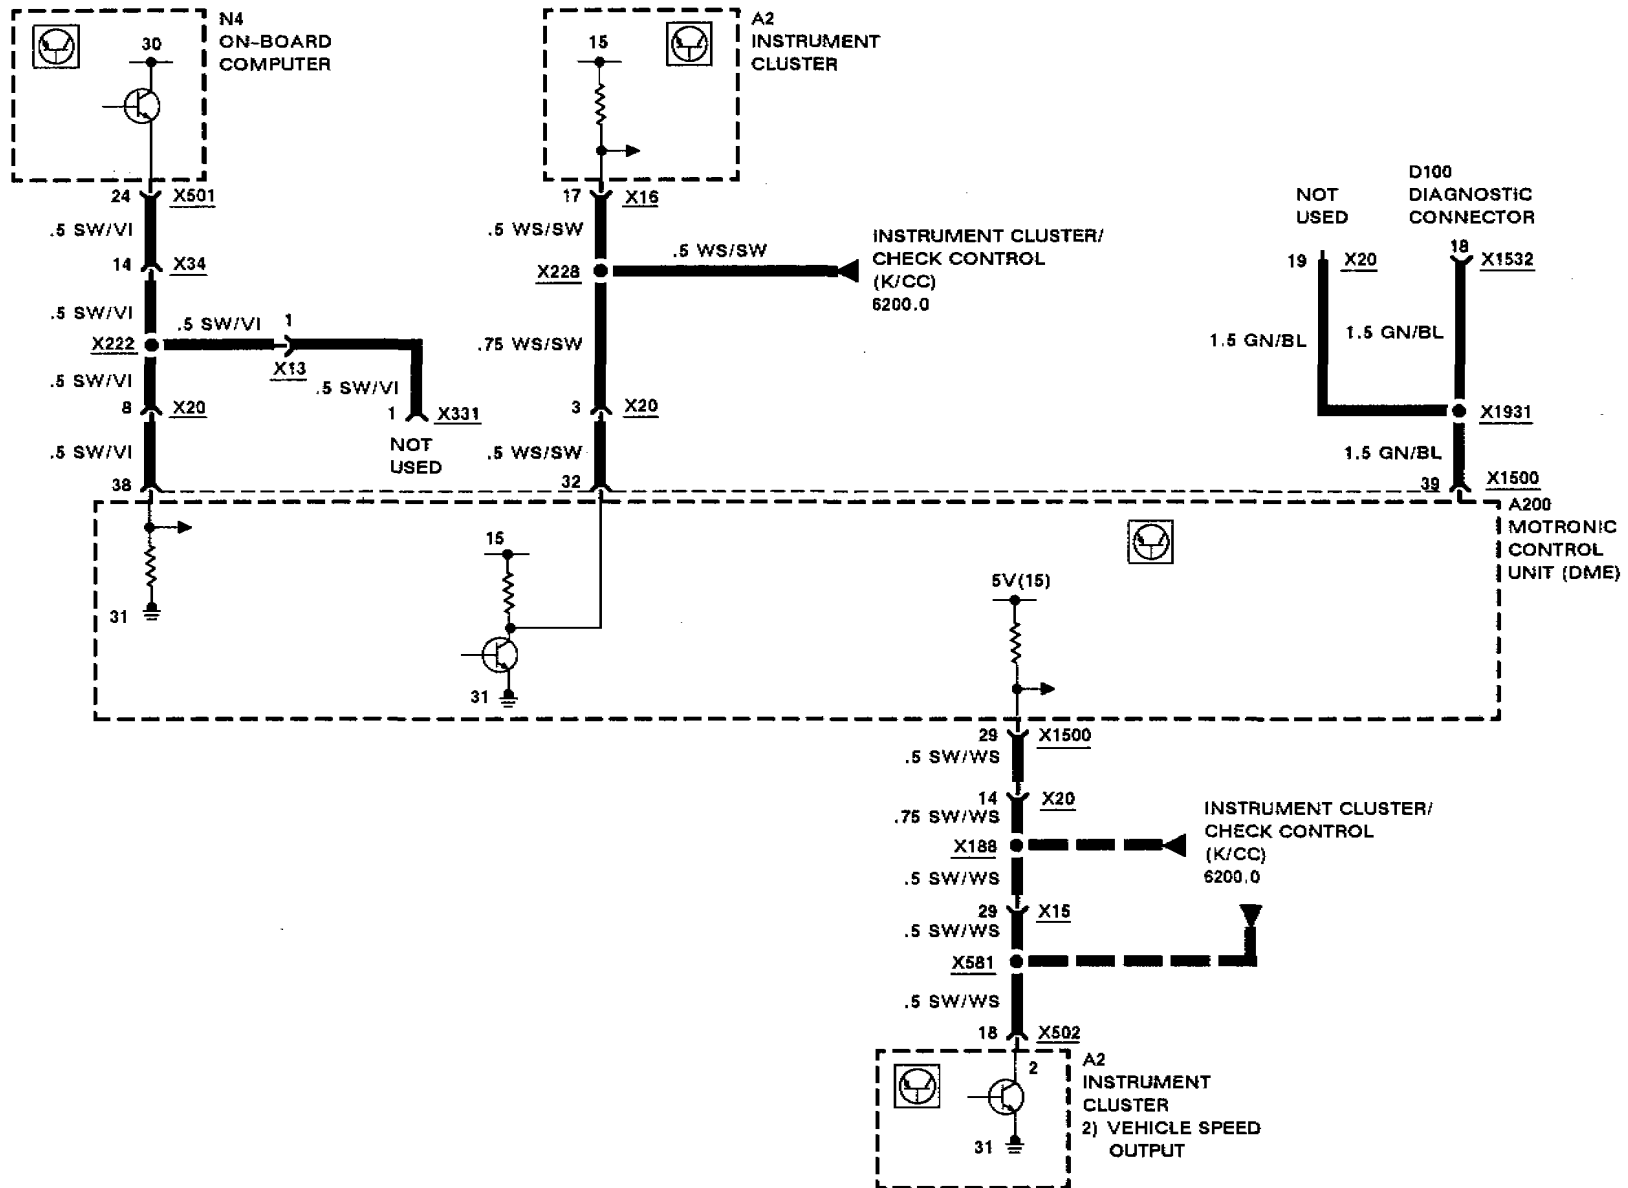 N4
ON-BOARD
COMPUTER
30
A2
INSTRUMENT
CLUSTER
15
24 X501
.5 SW/VI
14 X34
.5 SW/VI
.5 SW/VI 1
X222
X13
.5 SW/VI
.5 SW/VI
8 X20
1 X331
NOT
USED
.5 SW/VI
38
17 X16
.5 WS/SW
X228
.5 WS/SW
INSTRUMENT CLUSTER/
CHECK CONTROL
(K/CC)
6200.0
.75 WS/SW
3 X20
.5 WS/SW
32
NOT
USED
19 X20
1.5 GN/BL
D100
DIAGNOSTIC
CONNECTOR
18 X1532
1.5 GN/BL
X1931
1.5 GN/BL
39 X1500
A200
MOTRONIC
CONTROL
UNIT (DME)
31
15
31
5V(15)
29 X1500
.5 SW/WS
14 X20
.75 SW/WS
X188
INSTRUMENT CLUSTER/
CHECK CONTROL
(K/CC)
6200.0
.5 SW/WS
29 X15
.5 SW/WS
X581
.5 SW/WS
18 X502
2
31
A2
INSTRUMENT
CLUSTER
2) VEHICLE SPEED
OUTPUT